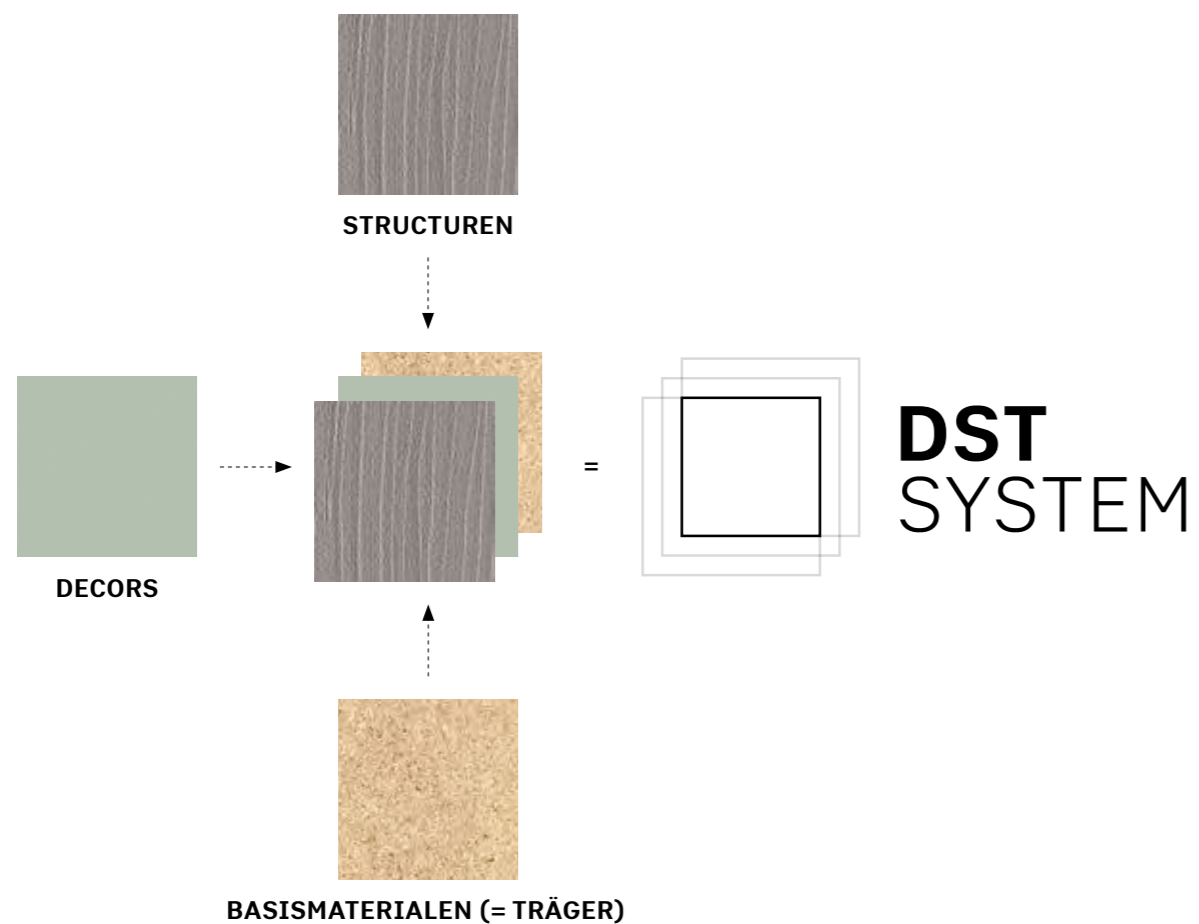 STRUCTUREN
DECORS
=
DST
SYSTEM
BASISMATERIALEN (= TRÄGER)